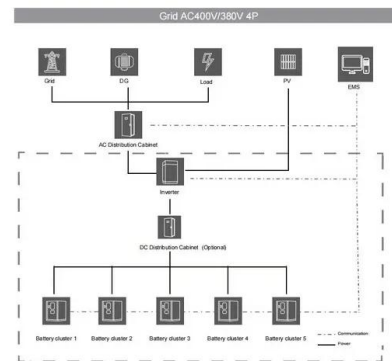 Grid AC400V/380V 4P
Grid
DG
Load
PV
EMS
AC Distribution Cabinet
Inverter
DC Distribution Cabinet (Optional)
Battery cluster 1
Battery cluster 2
Battery cluster 3
Battery cluster 4
Battery cluster 5
Communication
Power